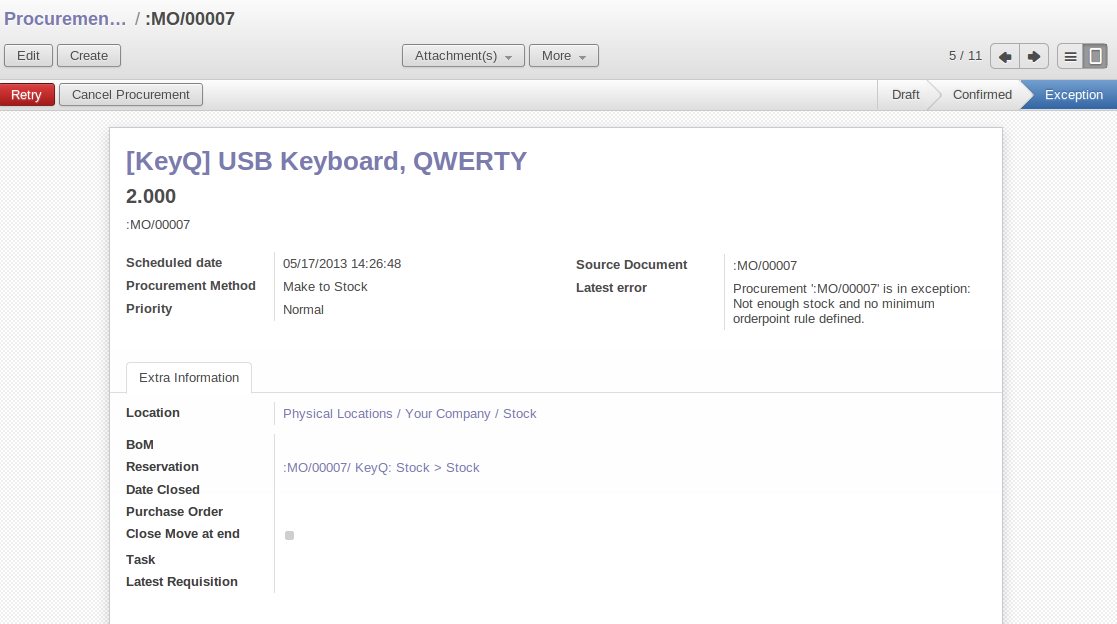 Procuremen… / :MO/00007
Edit Create Attachment(s) More 5 / 11
Retry Cancel Procurement Draft Confirmed Exception
[KeyQ] USB Keyboard, QWERTY
2.000
:MO/00007
Scheduled date 05/17/2013 14:26:48
Procurement Method Make to Stock
Priority Normal
Source Document :MO/00007
Latest error Procurement ':MO/00007' is in exception:
Not enough stock and no minimum
orderpoint rule defined.
Extra Information
Location Physical Locations / Your Company / Stock
BoM
Reservation :MO/00007/ KeyQ: Stock > Stock
Date Closed
Purchase Order
Close Move at end
Task
Latest Requisition